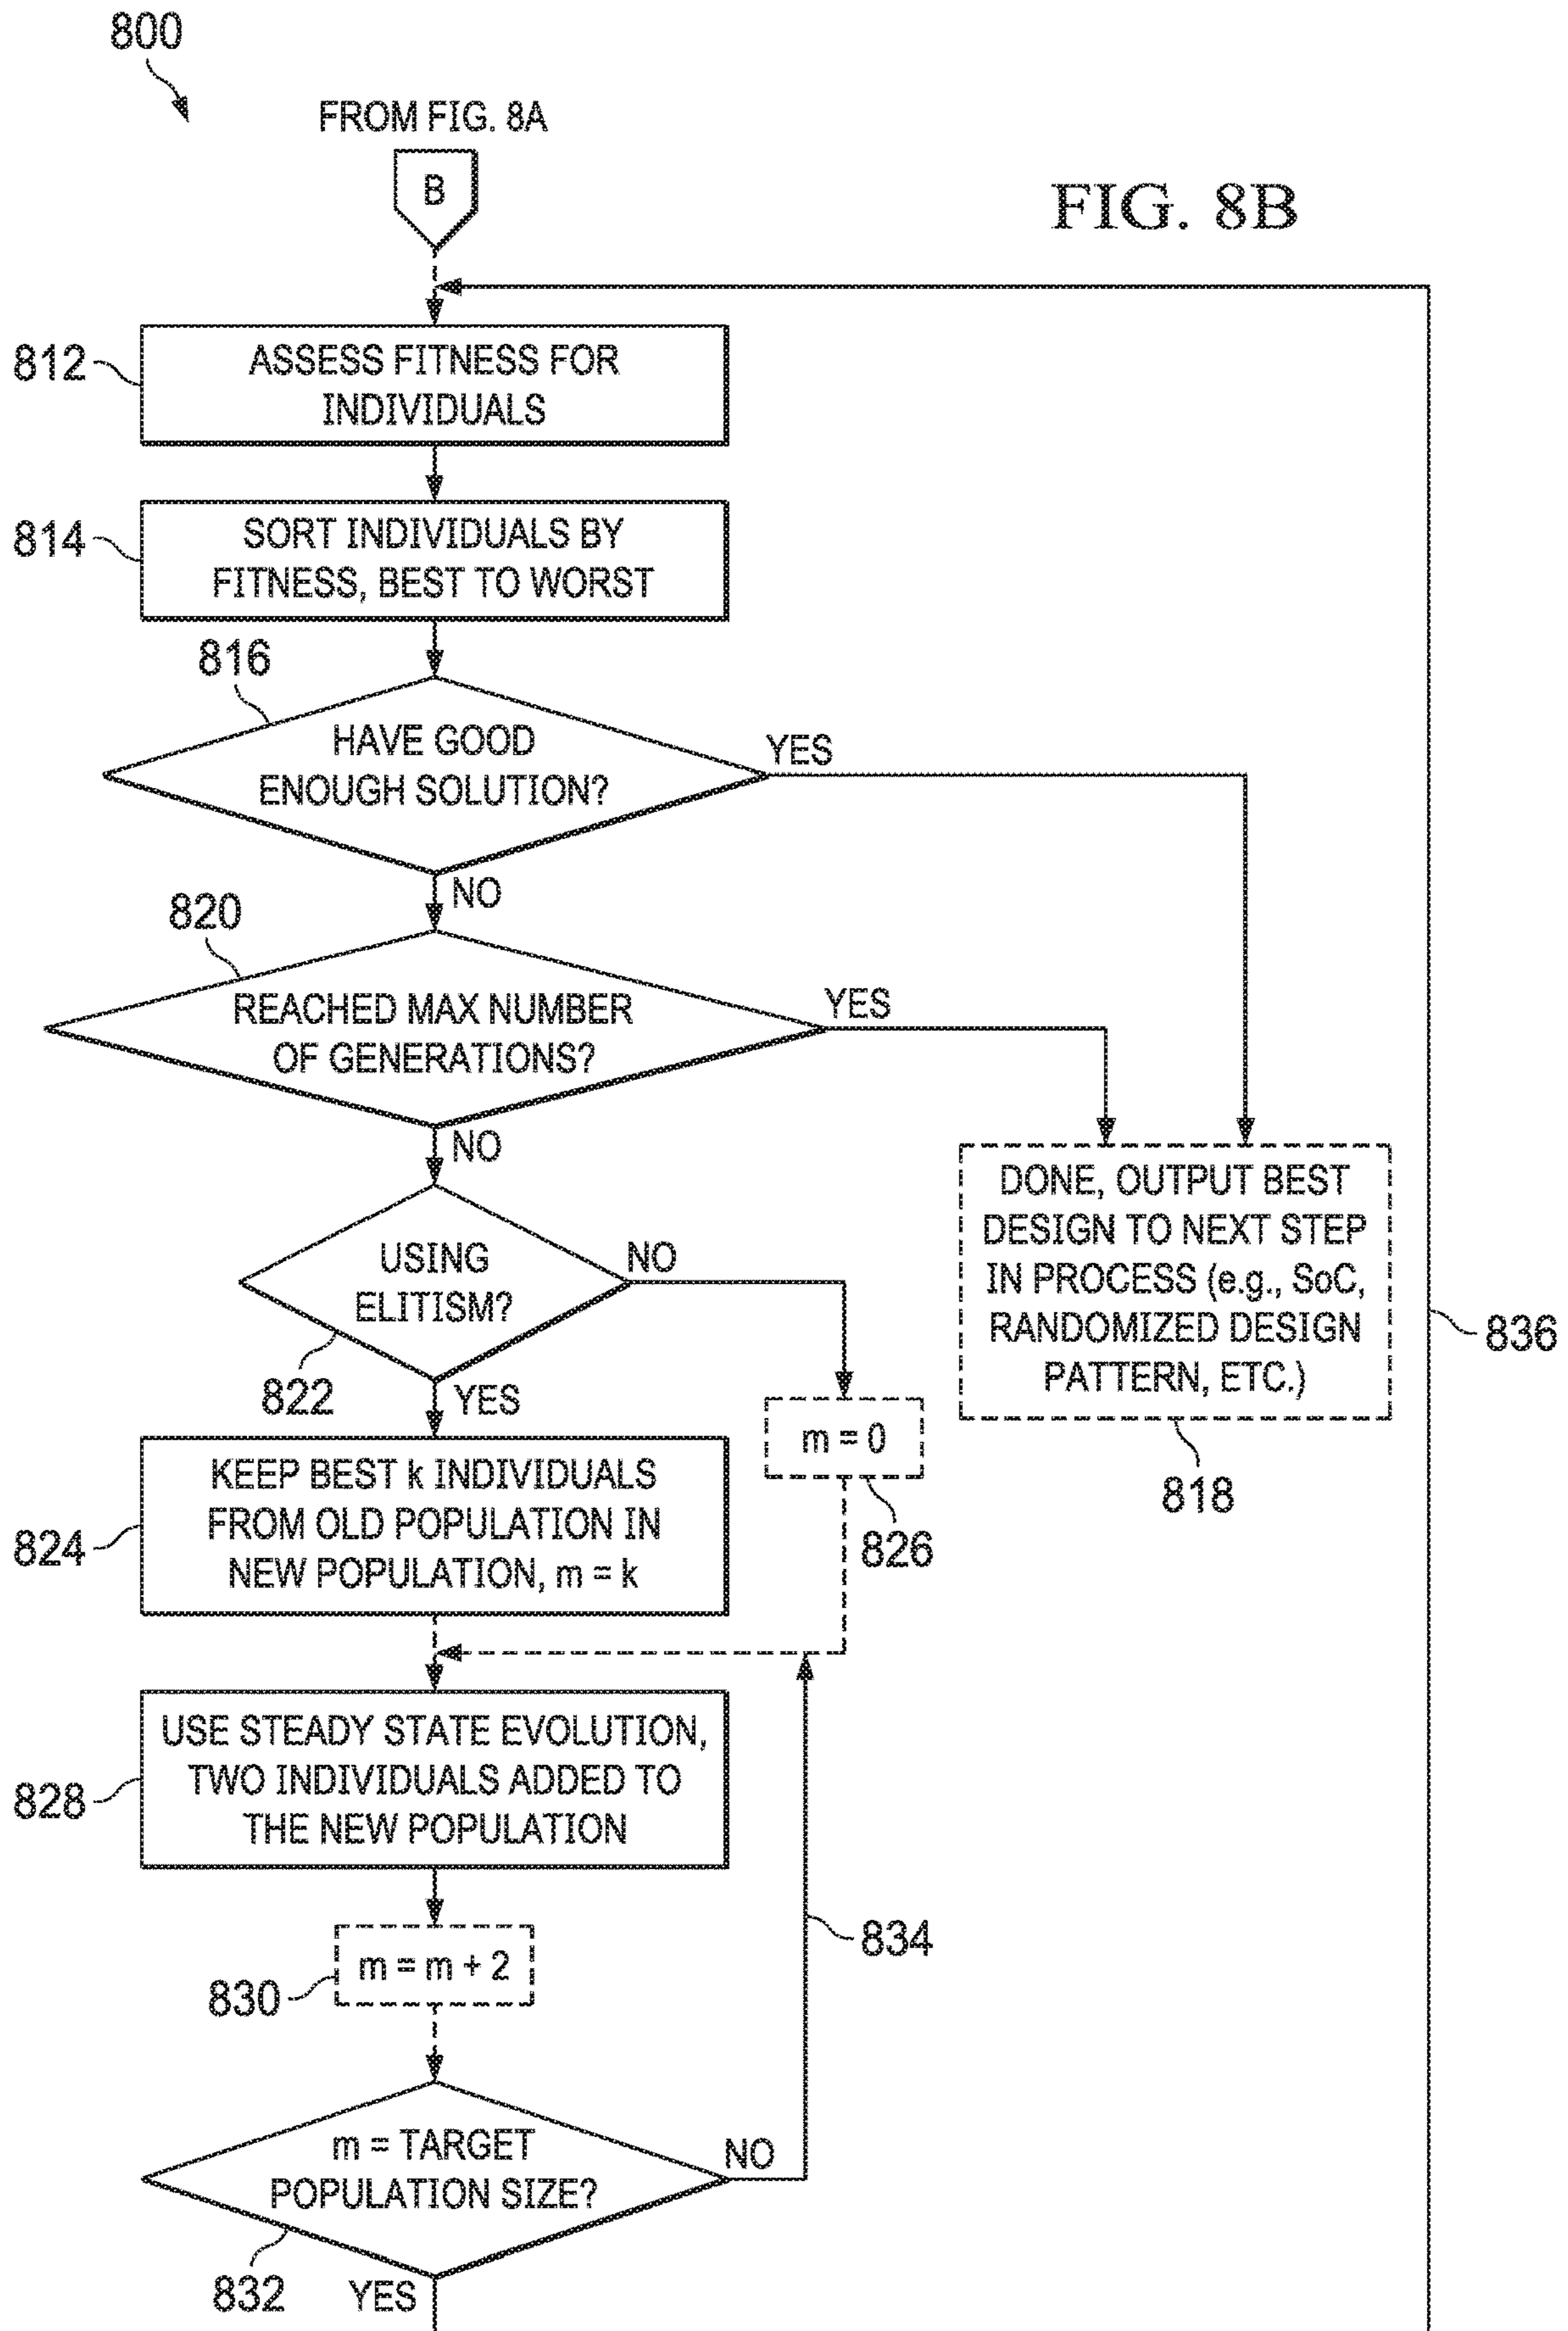 800
FROM FIG. 8A
B
FIG. 8B
812
ASSESS FITNESS FOR
INDIVIDUALS
814
SORT INDIVIDUALS BY
FITNESS, BEST TO WORST
816
HAVE GOOD
ENOUGH SOLUTION?
YES
NO
820
REACHED MAX NUMBER
OF GENERATIONS?
YES
NO
DONE, OUTPUT BEST
DESIGN TO NEXT STEP
IN PROCESS (e.g., SoC,
RANDOMIZED DESIGN
PATTERN, ETC.)
818
836
USING
ELITISM?
NO
822
YES
m = 0
826
824
KEEP BEST k INDIVIDUALS
FROM OLD POPULATION IN
NEW POPULATION, m = k
828
USE STEADY STATE EVOLUTION,
TWO INDIVIDUALS ADDED TO
THE NEW POPULATION
834
830
m = m + 2
m = TARGET
POPULATION SIZE?
NO
832
YES